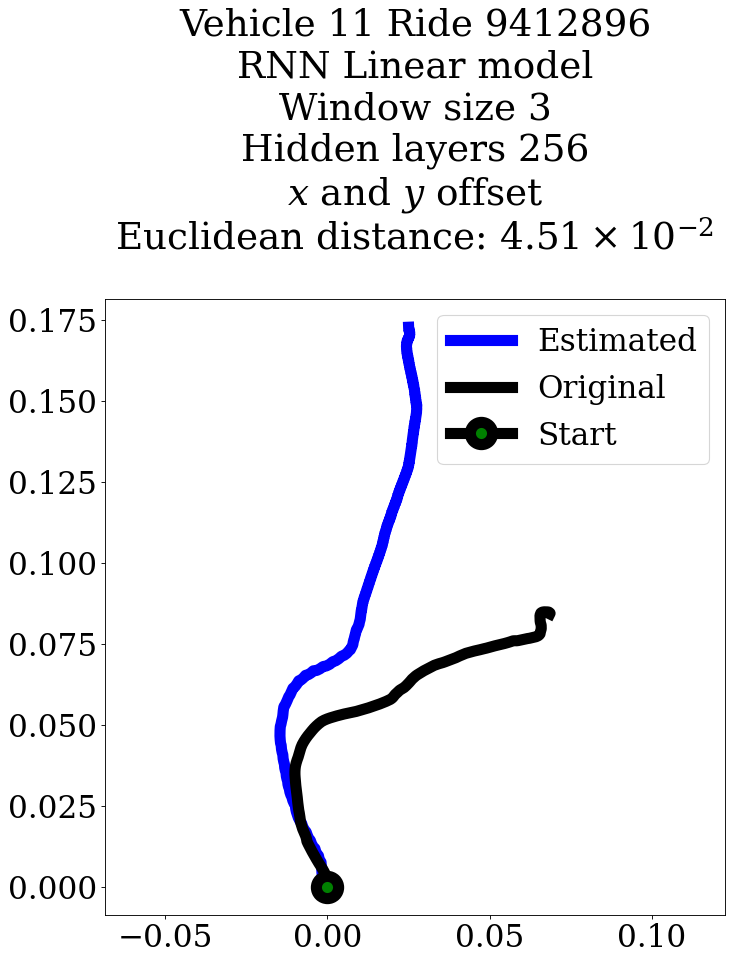 Vehicle 11 Ride 9412896
RNN Linear model
Window size 3
Hidden layers 256
x and y offset
Euclidean distance: 4.51 × 10⁻²
Estimated
Original
Start
0.175
0.150
0.125
0.100
0.075
0.050
0.025
0.000
−0.05 0.00 0.05 0.10